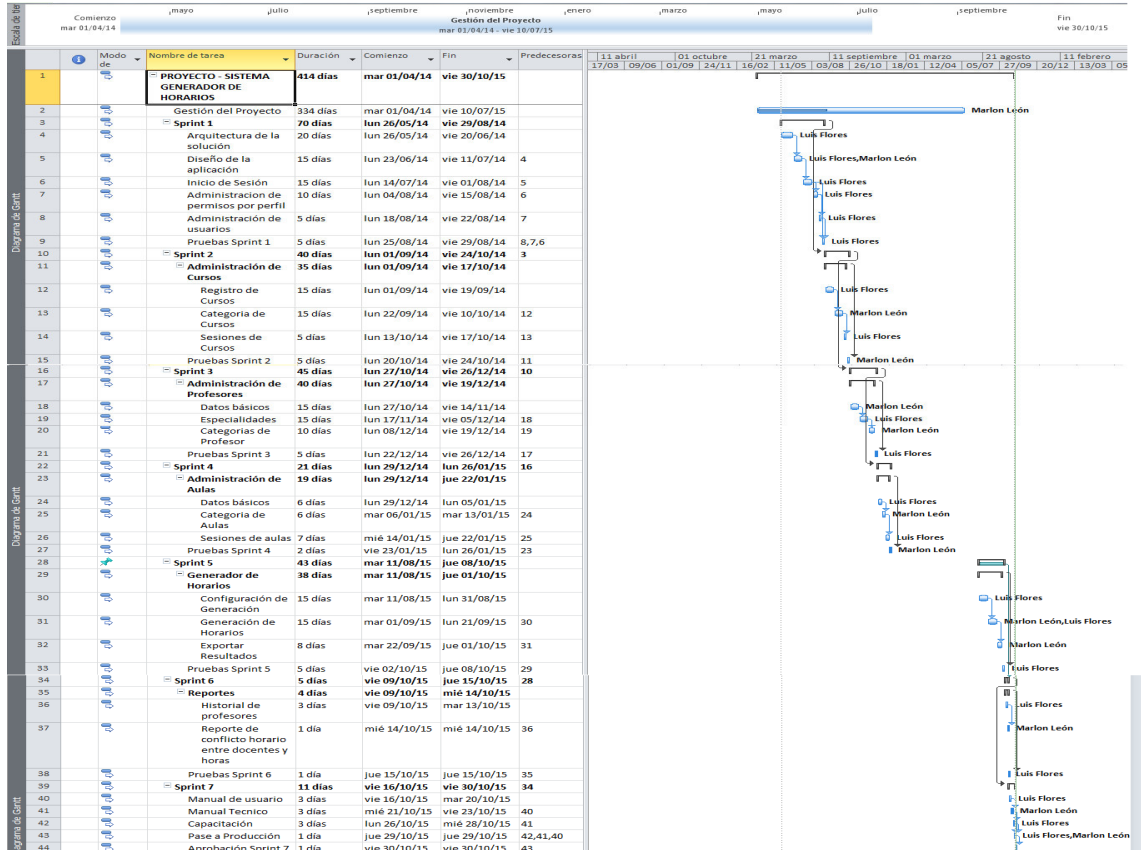 Escala de tie
,mayo ,julio ,septiembre ,noviembre ,enero ,marzo ,mayo ,julio ,septiembre
Comienzo
mar 01/04/14
Gestión del Proyecto
mar 01/04/14 - vie 10/07/15
Fin
vie 30/10/15
Modo de Nombre de tarea Duración Comienzo Fin Predecesoras
11 abril 01 octubre 21 marzo 11 septiembre 01 marzo 21 agosto 11 febrero
17/03 09/06 01/09 24/11 16/02 11/05 03/08 26/10 18/01 12/04 05/07 27/09 20/12 13/03 05
1 PROYECTO - SISTEMA GENERADOR DE HORARIOS 414 días mar 01/04/14 vie 30/10/15
2 Gestión del Proyecto 334 días mar 01/04/14 vie 10/07/15 Marlon León
3 Sprint 1 70 días lun 26/05/14 vie 29/08/14
4 Arquitectura de la solución 20 días lun 26/05/14 vie 20/06/14 Luis Flores
5 Diseño de la aplicación 15 días lun 23/06/14 vie 11/07/14 4 Luis Flores,Marlon León
6 Inicio de Sesión 15 días lun 14/07/14 vie 01/08/14 5 Luis Flores
7 Administracion de permisos por perfil 10 días lun 04/08/14 vie 15/08/14 6 Luis Flores
8 Administración de usuarios 5 días lun 18/08/14 vie 22/08/14 7 Luis Flores
9 Pruebas Sprint 1 5 días lun 25/08/14 vie 29/08/14 8,7,6 Luis Flores
10 Sprint 2 40 días lun 01/09/14 vie 24/10/14 3
11 Administración de Cursos 35 días lun 01/09/14 vie 17/10/14
12 Registro de Cursos 15 días lun 01/09/14 vie 19/09/14 Luis Flores
13 Categoria de Cursos 15 días lun 22/09/14 vie 10/10/14 12 Marlon León
14 Sesiones de Cursos 5 días lun 13/10/14 vie 17/10/14 13 Luis Flores
15 Pruebas Sprint 2 5 días lun 20/10/14 vie 24/10/14 11 Marlon León
Diagrama de Gantt
16 Sprint 3 45 días lun 27/10/14 vie 26/12/14 10
17 Administración de Profesores 40 días lun 27/10/14 vie 19/12/14
18 Datos básicos 15 días lun 27/10/14 vie 14/11/14 Marlon León
19 Especialidades 15 días lun 17/11/14 vie 05/12/14 18 Luis Flores
20 Categorias de Profesor 10 días lun 08/12/14 vie 19/12/14 19 Marlon León
21 Pruebas Sprint 3 5 días lun 22/12/14 vie 26/12/14 17 Luis Flores
22 Sprint 4 21 días lun 29/12/14 lun 26/01/15 16
23 Administración de Aulas 19 días lun 29/12/14 jue 22/01/15
24 Datos básicos 6 días lun 29/12/14 lun 05/01/15 Luis Flores
25 Categoria de Aulas 6 días mar 06/01/15 mar 13/01/15 24 Marlon León
26 Sesiones de aulas 7 días mié 14/01/15 jue 22/01/15 25 Luis Flores
27 Pruebas Sprint 4 2 días vie 23/01/15 lun 26/01/15 23 Marlon León
28 Sprint 5 43 días mar 11/08/15 jue 08/10/15
29 Generador de Horarios 38 días mar 11/08/15 jue 01/10/15
30 Configuración de Generación 15 días mar 11/08/15 lun 31/08/15 Luis Flores
31 Generación de Horarios 15 días mar 01/09/15 lun 21/09/15 30 Marlon León,Luis Flores
32 Exportar Resultados 8 días mar 22/09/15 jue 01/10/15 31 Marlon León
33 Pruebas Sprint 5 5 días vie 02/10/15 jue 08/10/15 29 Luis Flores
Diagrama de Gantt
34 Sprint 6 5 días vie 09/10/15 jue 15/10/15 28
35 Reportes 4 días vie 09/10/15 mié 14/10/15
36 Historial de profesores 3 días vie 09/10/15 mar 13/10/15 Luis Flores
37 Reporte de conflicto horario entre docentes y horas 1 día mié 14/10/15 mié 14/10/15 36 Marlon León
38 Pruebas Sprint 6 1 día jue 15/10/15 jue 15/10/15 35 Luis Flores
39 Sprint 7 11 días vie 16/10/15 vie 30/10/15 34
40 Manual de usuario 3 días vie 16/10/15 mar 20/10/15 Luis Flores
41 Manual Tecnico 3 días mié 21/10/15 vie 23/10/15 40 Marlon León
42 Capacitación 3 días lun 26/10/15 mié 28/10/15 41 Luis Flores
43 Pase a Producción 1 día jue 29/10/15 jue 29/10/15 42,41,40 Luis Flores,Marlon León
44 Aprobación Sprint 7 1 día vie 30/10/15 vie 30/10/15 43
agrama de Gantt